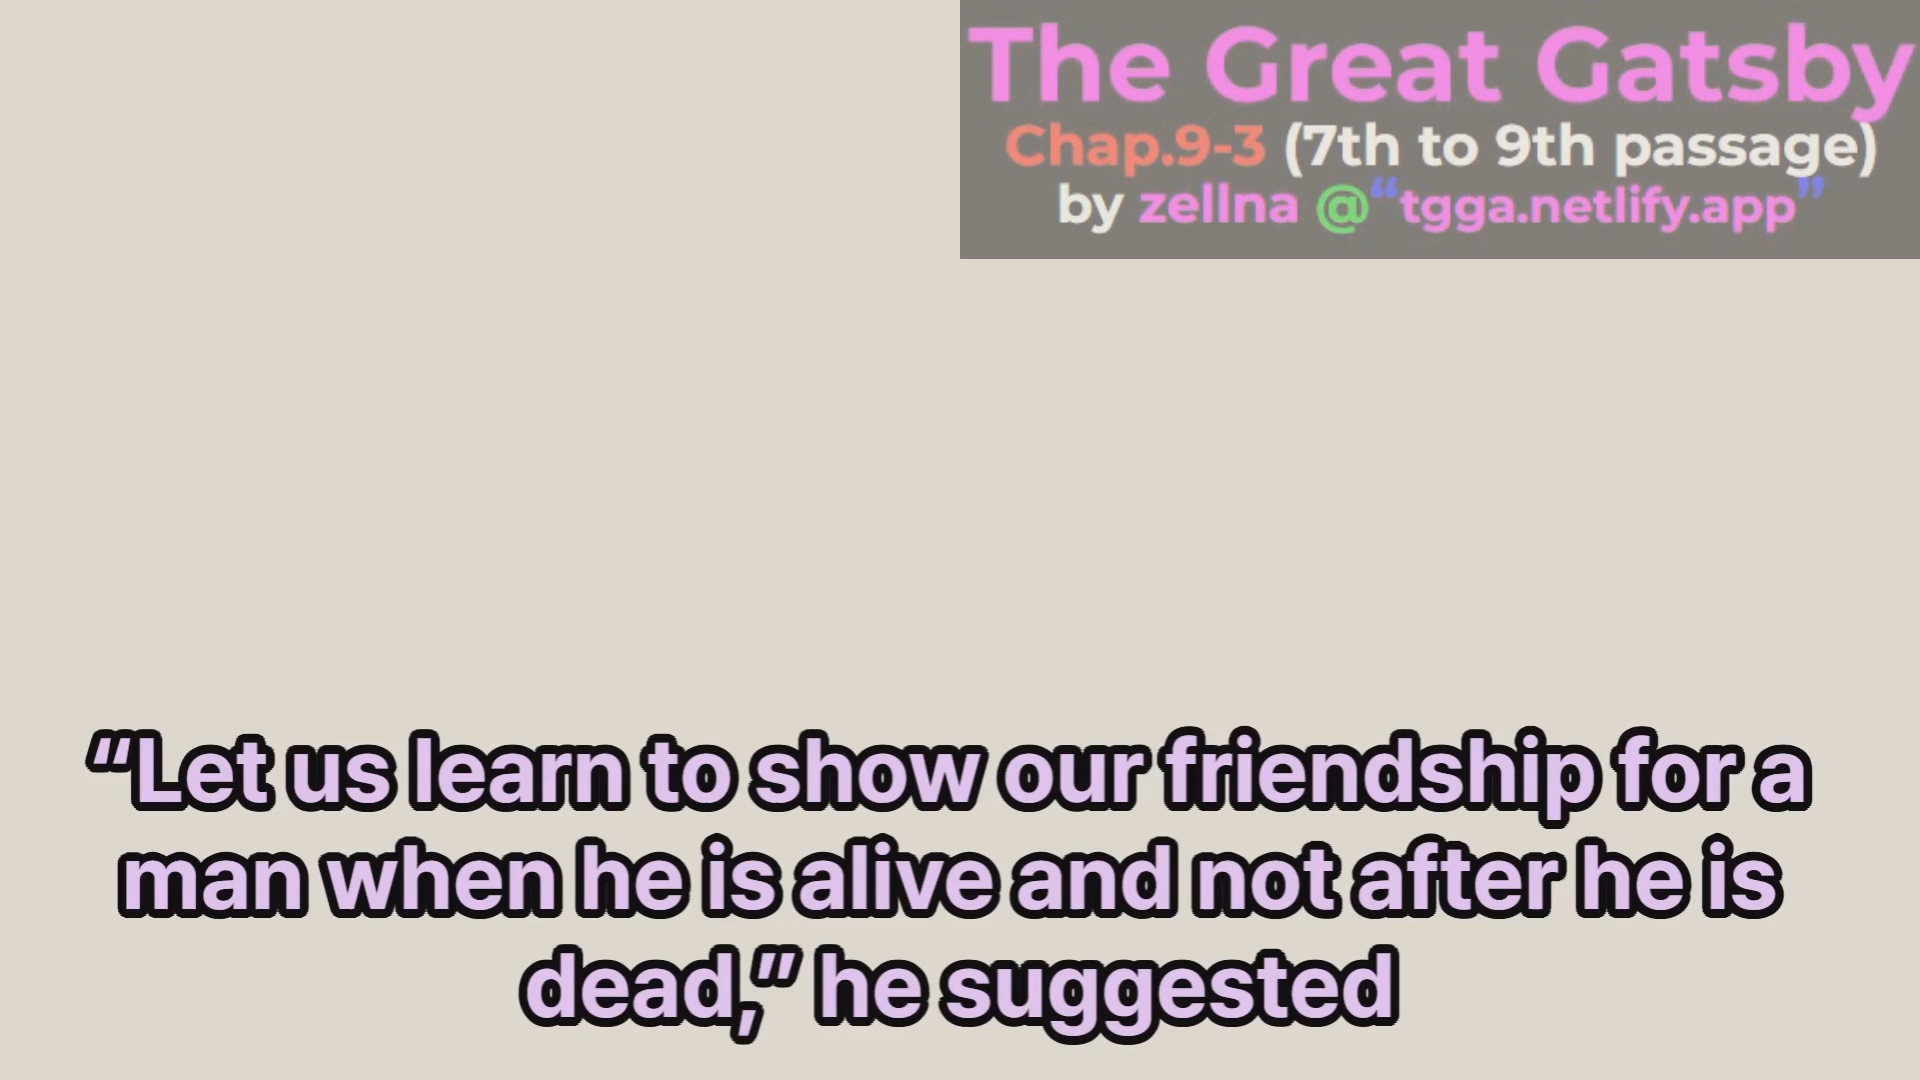 The Great Gatsby
Chap.9-3 (7th to 9th passage)
by zellna @“tgga.netlify.app”
“Let us learn to show our friendship for a
man when he is alive and not after he is
dead,” he suggested